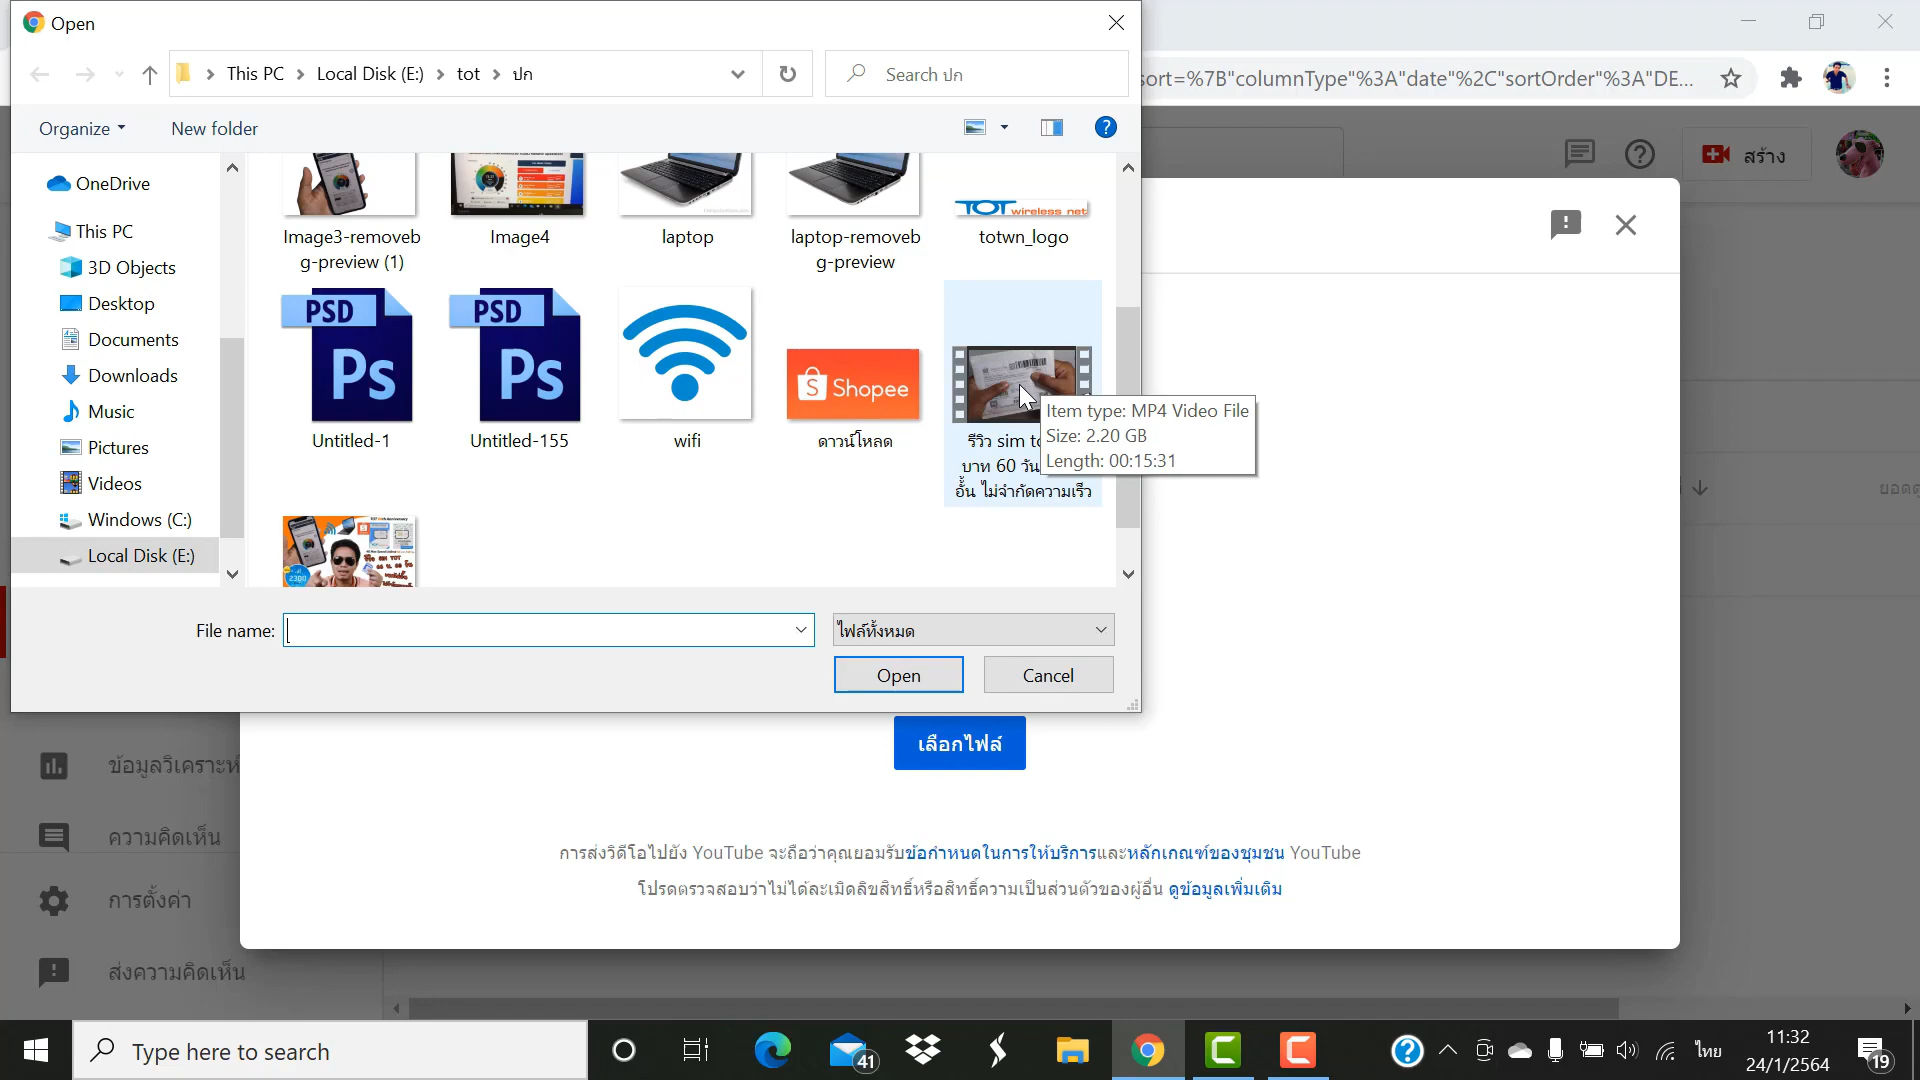 Open
This PC > Local Disk (E:) > tot > ปก
Search ปก
sort=%7B"columnType"%3A"date"%2C"sortOrder"%3A"DE...
Organize
New folder
สร้าง
OneDrive
This PC
3D Objects
Desktop
Documents
Downloads
Music
Pictures
Videos
Windows (C:)
Local Disk (E:)
TOT wireless net
Image3-removeb
g-preview (1)
Image4
laptop
laptop-removeb
g-preview
totwn_logo
PSD
Ps
Untitled-1
PSD
Ps
Untitled-155
wifi
Shopee
ดาวน์โหลด
รีวิว sim to
บาท 60 วัน
อั้น ไม่จำกัดความเร็ว
Item type: MP4 Video File
Size: 2.20 GB
Length: 00:15:31
2300
ยอดดู
File name:
ไฟล์ทั้งหมด
Open
Cancel
เลือกไฟล์
ข้อมูลวิเคราะห์
ความคิดเห็น
การตั้งค่า
ส่งความคิดเห็น
การส่งวิดีโอไปยัง YouTube จะถือว่าคุณยอมรับข้อกำหนดในการให้บริการและหลักเกณฑ์ของชุมชน YouTube
โปรดตรวจสอบว่าไม่ได้ละเมิดลิขสิทธิ์หรือสิทธิ์ความเป็นส่วนตัวของผู้อื่น ดูข้อมูลเพิ่มเติม
Type here to search
41
ไทย
11:32
24/1/2564
19